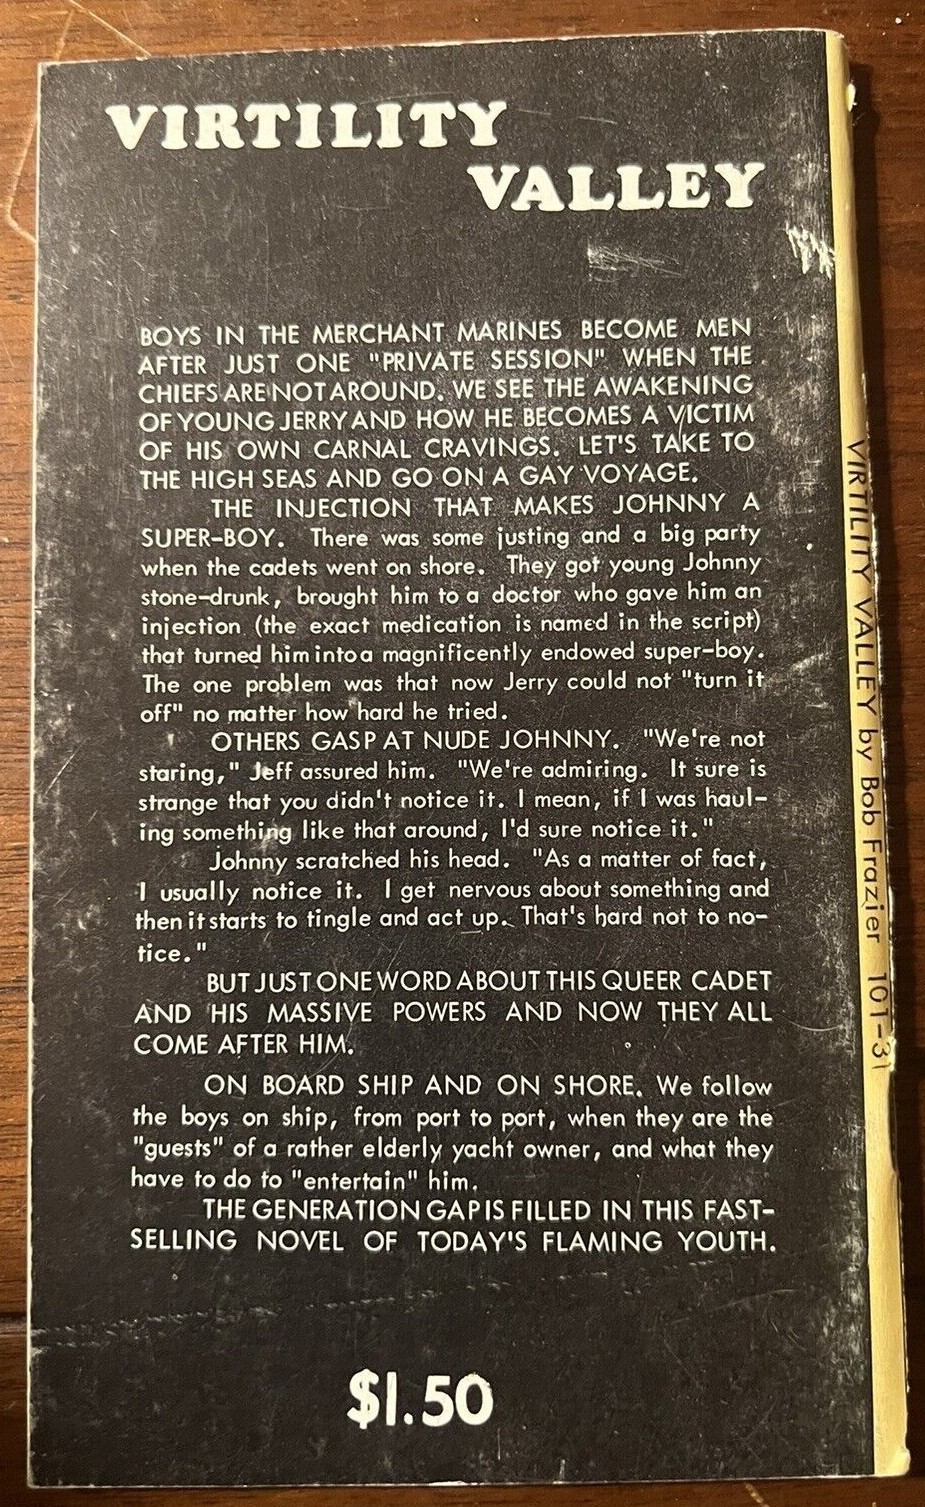 VIRTILITY
VALLEY
BOYS IN THE MERCHANT MARINES BECOME MEN
AFTER JUST ONE "PRIVATE SESSION" WHEN THE
CHIEFS ARE NOT AROUND. WE SEE THE AWAKENING
OF YOUNG JERRY AND HOW HE BECOMES A VICTIM
OF HIS OWN CARNAL CRAVINGS. LET'S TAKE TO
THE HIGH SEAS AND GO ON A GAY VOYAGE.
THE INJECTION THAT MAKES JOHNNY A
SUPER-BOY. There was some justing and a big party
when the cadets went on shore. They got young Johnny
stone-drunk, brought him to a doctor who gave him an
injection (the exact medication is named in the script)
that turned him into a magnificently endowed super-boy.
The one problem was that now Jerry could not "turn it
off" no matter how hard he tried.
OTHERS GASP AT NUDE JOHNNY. "We're not
staring," Jeff assured him. "We're admiring. It sure is
strange that you didn't notice it. I mean, if I was haul-
ing something like that around, I'd sure notice it."
Johnny scratched his head. "As a matter of fact,
I usually notice it. I get nervous about something and
then it starts to tingle and act up. That's hard not to no-
tice."
BUT JUST ONE WORD ABOUT THIS QUEER CADET
AND HIS MASSIVE POWERS AND NOW THEY ALL
COME AFTER HIM.
ON BOARD SHIP AND ON SHORE. We follow
the boys on ship, from port to port, when they are the
"guests" of a rather elderly yacht owner, and what they
have to do to "entertain" him.
THE GENERATION GAP IS FILLED IN THIS FAST-
SELLING NOVEL OF TODAY'S FLAMING YOUTH.
$1.50
VIRTILITY VALLEY by Bob Frazier 101-3